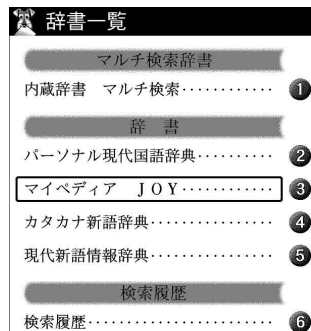 辞書一覧
マルチ検索辞書
内蔵辞書 マルチ検索············ 1
辞 書
パーソナル現代国語辞典·········· 2
マイペディア JOY············ 3
カタカナ新語辞典·············· 4
現代新語情報辞典·············· 5
検索履歴
検索履歴···················· 6